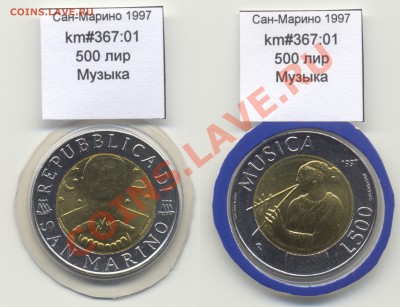 COINS.LAVE.RU
Сан-Марино 1997
km#367:01
500 лир
Музыка
Сан-Марино 1997
km#367:01
500 лир
Музыка
REPUBBLICA DI
SAN MARINO
MUSICA
1997
L.500
R
COINS.LAVE.RU